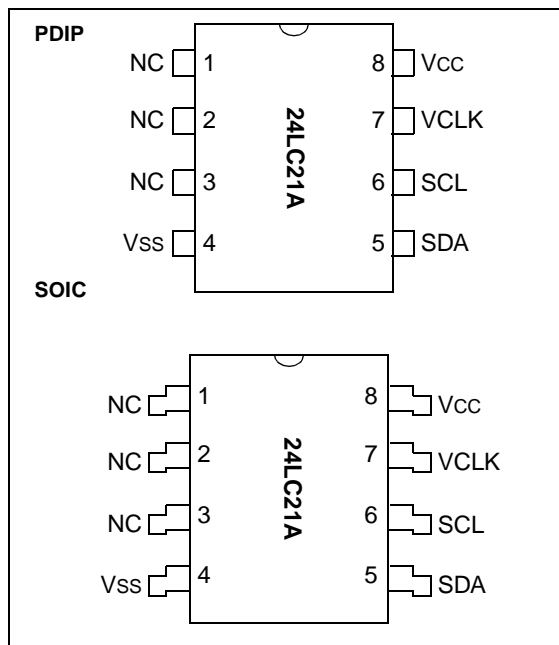 PDIP
NC 1 8 VCC
NC 2 7 VCLK
NC 3 6 SCL
VSS 4 5 SDA
24LC21A
SOIC
NC 1 8 VCC
NC 2 7 VCLK
NC 3 6 SCL
VSS 4 5 SDA
24LC21A